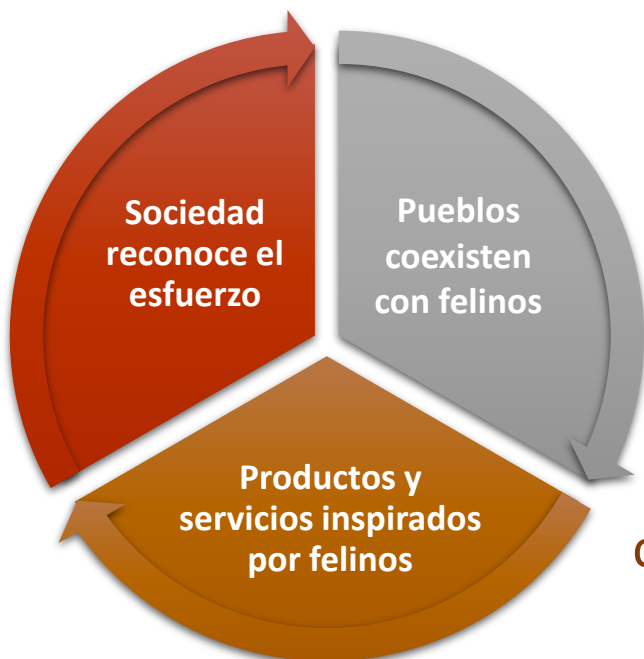 Sociedad
reconoce el
esfuerzo
Pueblos
coexisten
con felinos
Productos y
servicios inspirados
por felinos